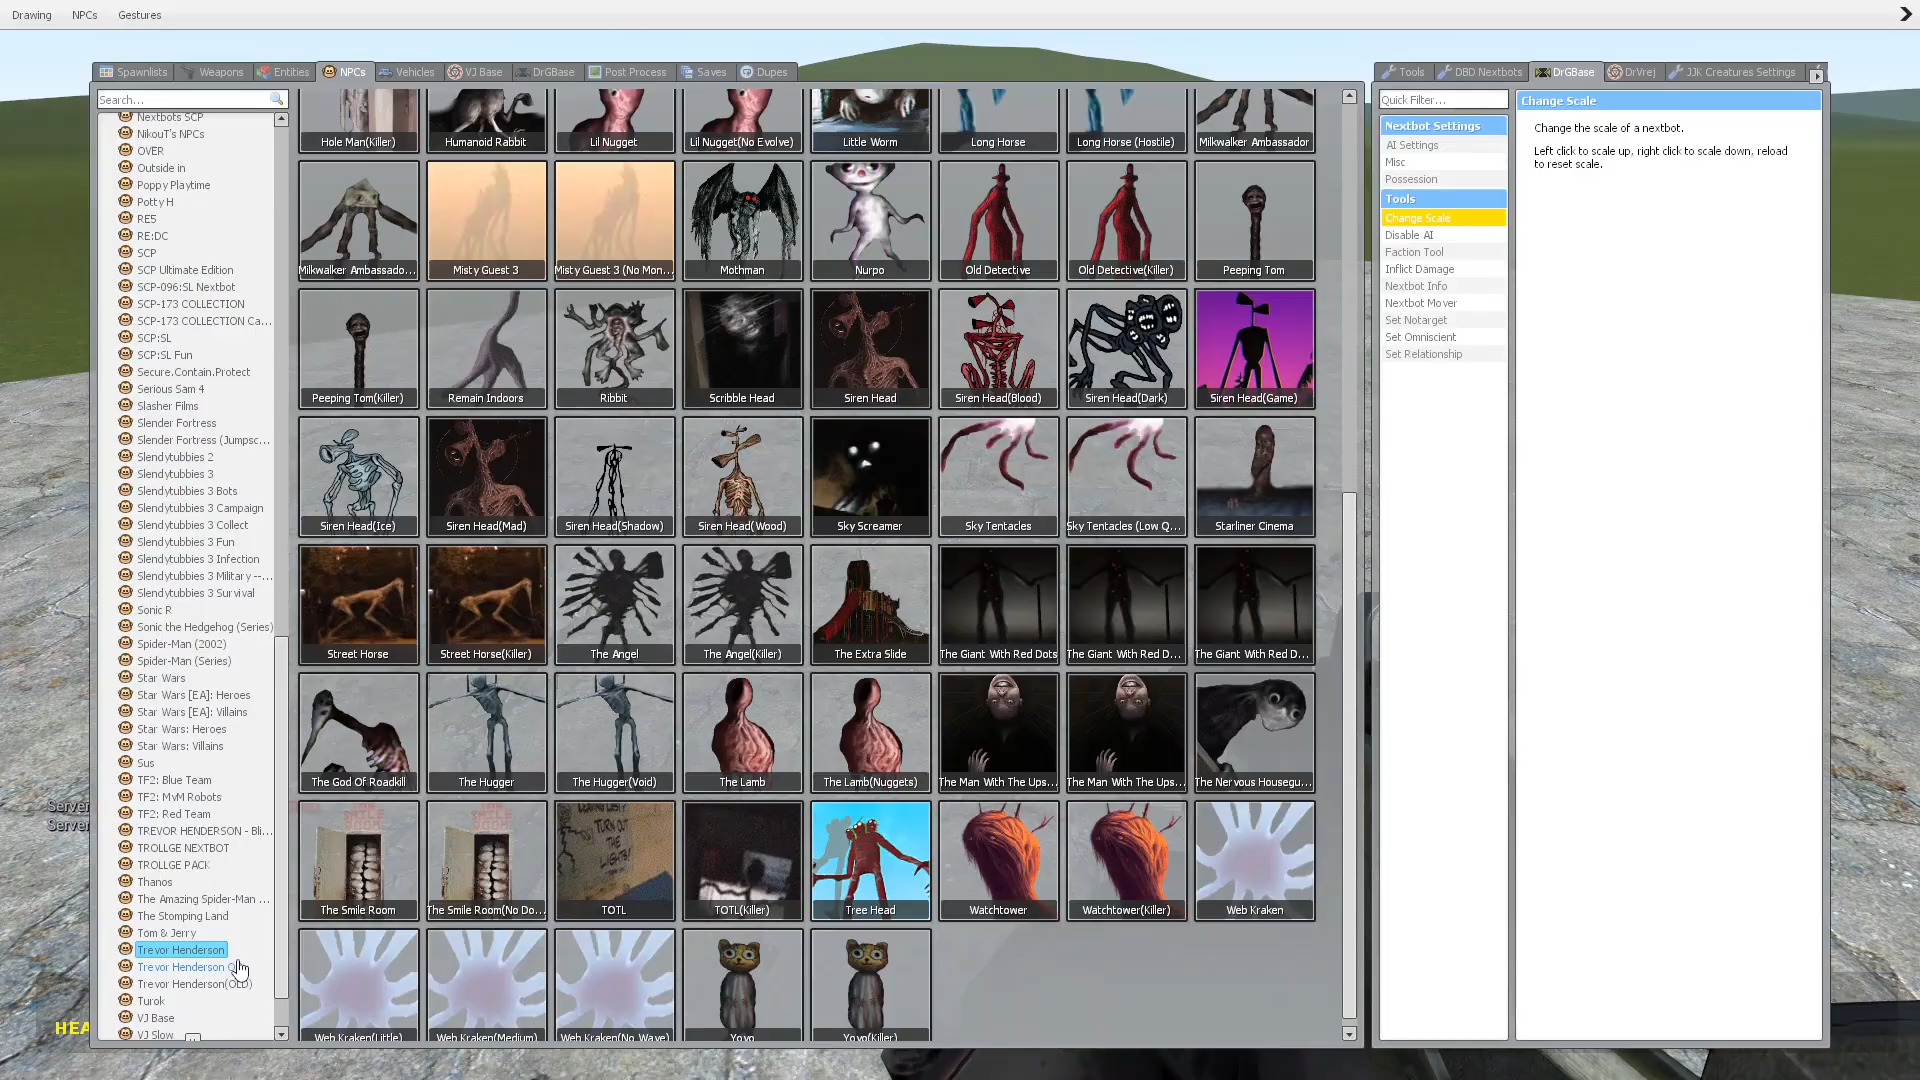 Drawing NPCs Gestures
Spawnlists Weapons Entities NPCs Vehicles VJ Base DrGBase Post Process Saves Dupes
Tools DBD Nextbots DrGBase DrVrej JJK Creatures Settings
Search...
Nextbots SCP
NikouT's NPCs
OVER
Outside in
Poppy Playtime
Potty H
RE5
RE:DC
SCP
SCP Ultimate Edition
SCP-096:SL Nextbot
SCP-173 COLLECTION
SCP-173 COLLECTION Ca...
SCP:SL
SCP:SL Fun
Secure.Contain.Protect
Serious Sam 4
Slasher Films
Slender Fortress
Slender Fortress (Jumpsc...
Slendytubbies 2
Slendytubbies 3
Slendytubbies 3 Bots
Slendytubbies 3 Campaign
Slendytubbies 3 Collect
Slendytubbies 3 Fun
Slendytubbies 3 Infection
Slendytubbies 3 Military --...
Slendytubbies 3 Survival
Sonic R
Sonic the Hedgehog (Series)
Spider-Man (2002)
Spider-Man (Series)
Star Wars
Star Wars [EA]: Heroes
Star Wars [EA]: Villains
Star Wars: Heroes
Star Wars: Villains
Sus
TF2: Blue Team
TF2: MvM Robots
TF2: Red Team
TREVOR HENDERSON - Bli...
TROLLGE NEXTBOT
TROLLGE PACK
Thanos
The Amazing Spider-Man ...
The Stomping Land
Tom & Jerry
Trevor Henderson
Trevor Henderson
Trevor Henderson(OLD)
Turok
VJ Base
VJ Slow
Server
Server
HEA
Hole Man(Killer) Humanoid Rabbit Lil Nugget Lil Nugget(No Evolve) Little Worm Long Horse Long Horse (Hostile) Milkwalker Ambassador
Milkwalker Ambassado... Misty Guest 3 Misty Guest 3 (No Mon... Mothman Nurpo Old Detective Old Detective(Killer) Peeping Tom
Peeping Tom(Killer) Remain Indoors Ribbit Scribble Head Siren Head Siren Head(Blood) Siren Head(Dark) Siren Head(Game)
Siren Head(Ice) Siren Head(Mad) Siren Head(Shadow) Siren Head(Wood) Sky Screamer Sky Tentacles Sky Tentacles (Low Q... Starliner Cinema
Street Horse Street Horse(Killer) The Angel The Angel(Killer) The Extra Slide The Giant With Red Dots The Giant With Red D... The Giant With Red D...
The God Of Roadkill The Hugger The Hugger(Void) The Lamb The Lamb(Nuggets) The Man With The Ups... The Man With The Ups... The Nervous Housegu...
SMILE ROOM SMILE ROOM TURN OUT THE LIGHTS!
The Smile Room The Smile Room(No Do... TOTL TOTL(Killer) Tree Head Watchtower Watchtower(Killer) Web Kraken
Web Kraken(Little) Web Kraken(Medium) Web Kraken(No Wave) Yoyo Yoyo(Killer)
Quick Filter...
Nextbot Settings
AI Settings
Misc
Possession
Tools
Change Scale
Disable AI
Faction Tool
Inflict Damage
Nextbot Info
Nextbot Mover
Set Notarget
Set Omniscient
Set Relationship
Change Scale
Change the scale of a nextbot.
Left click to scale up, right click to scale down, reload
to reset scale.